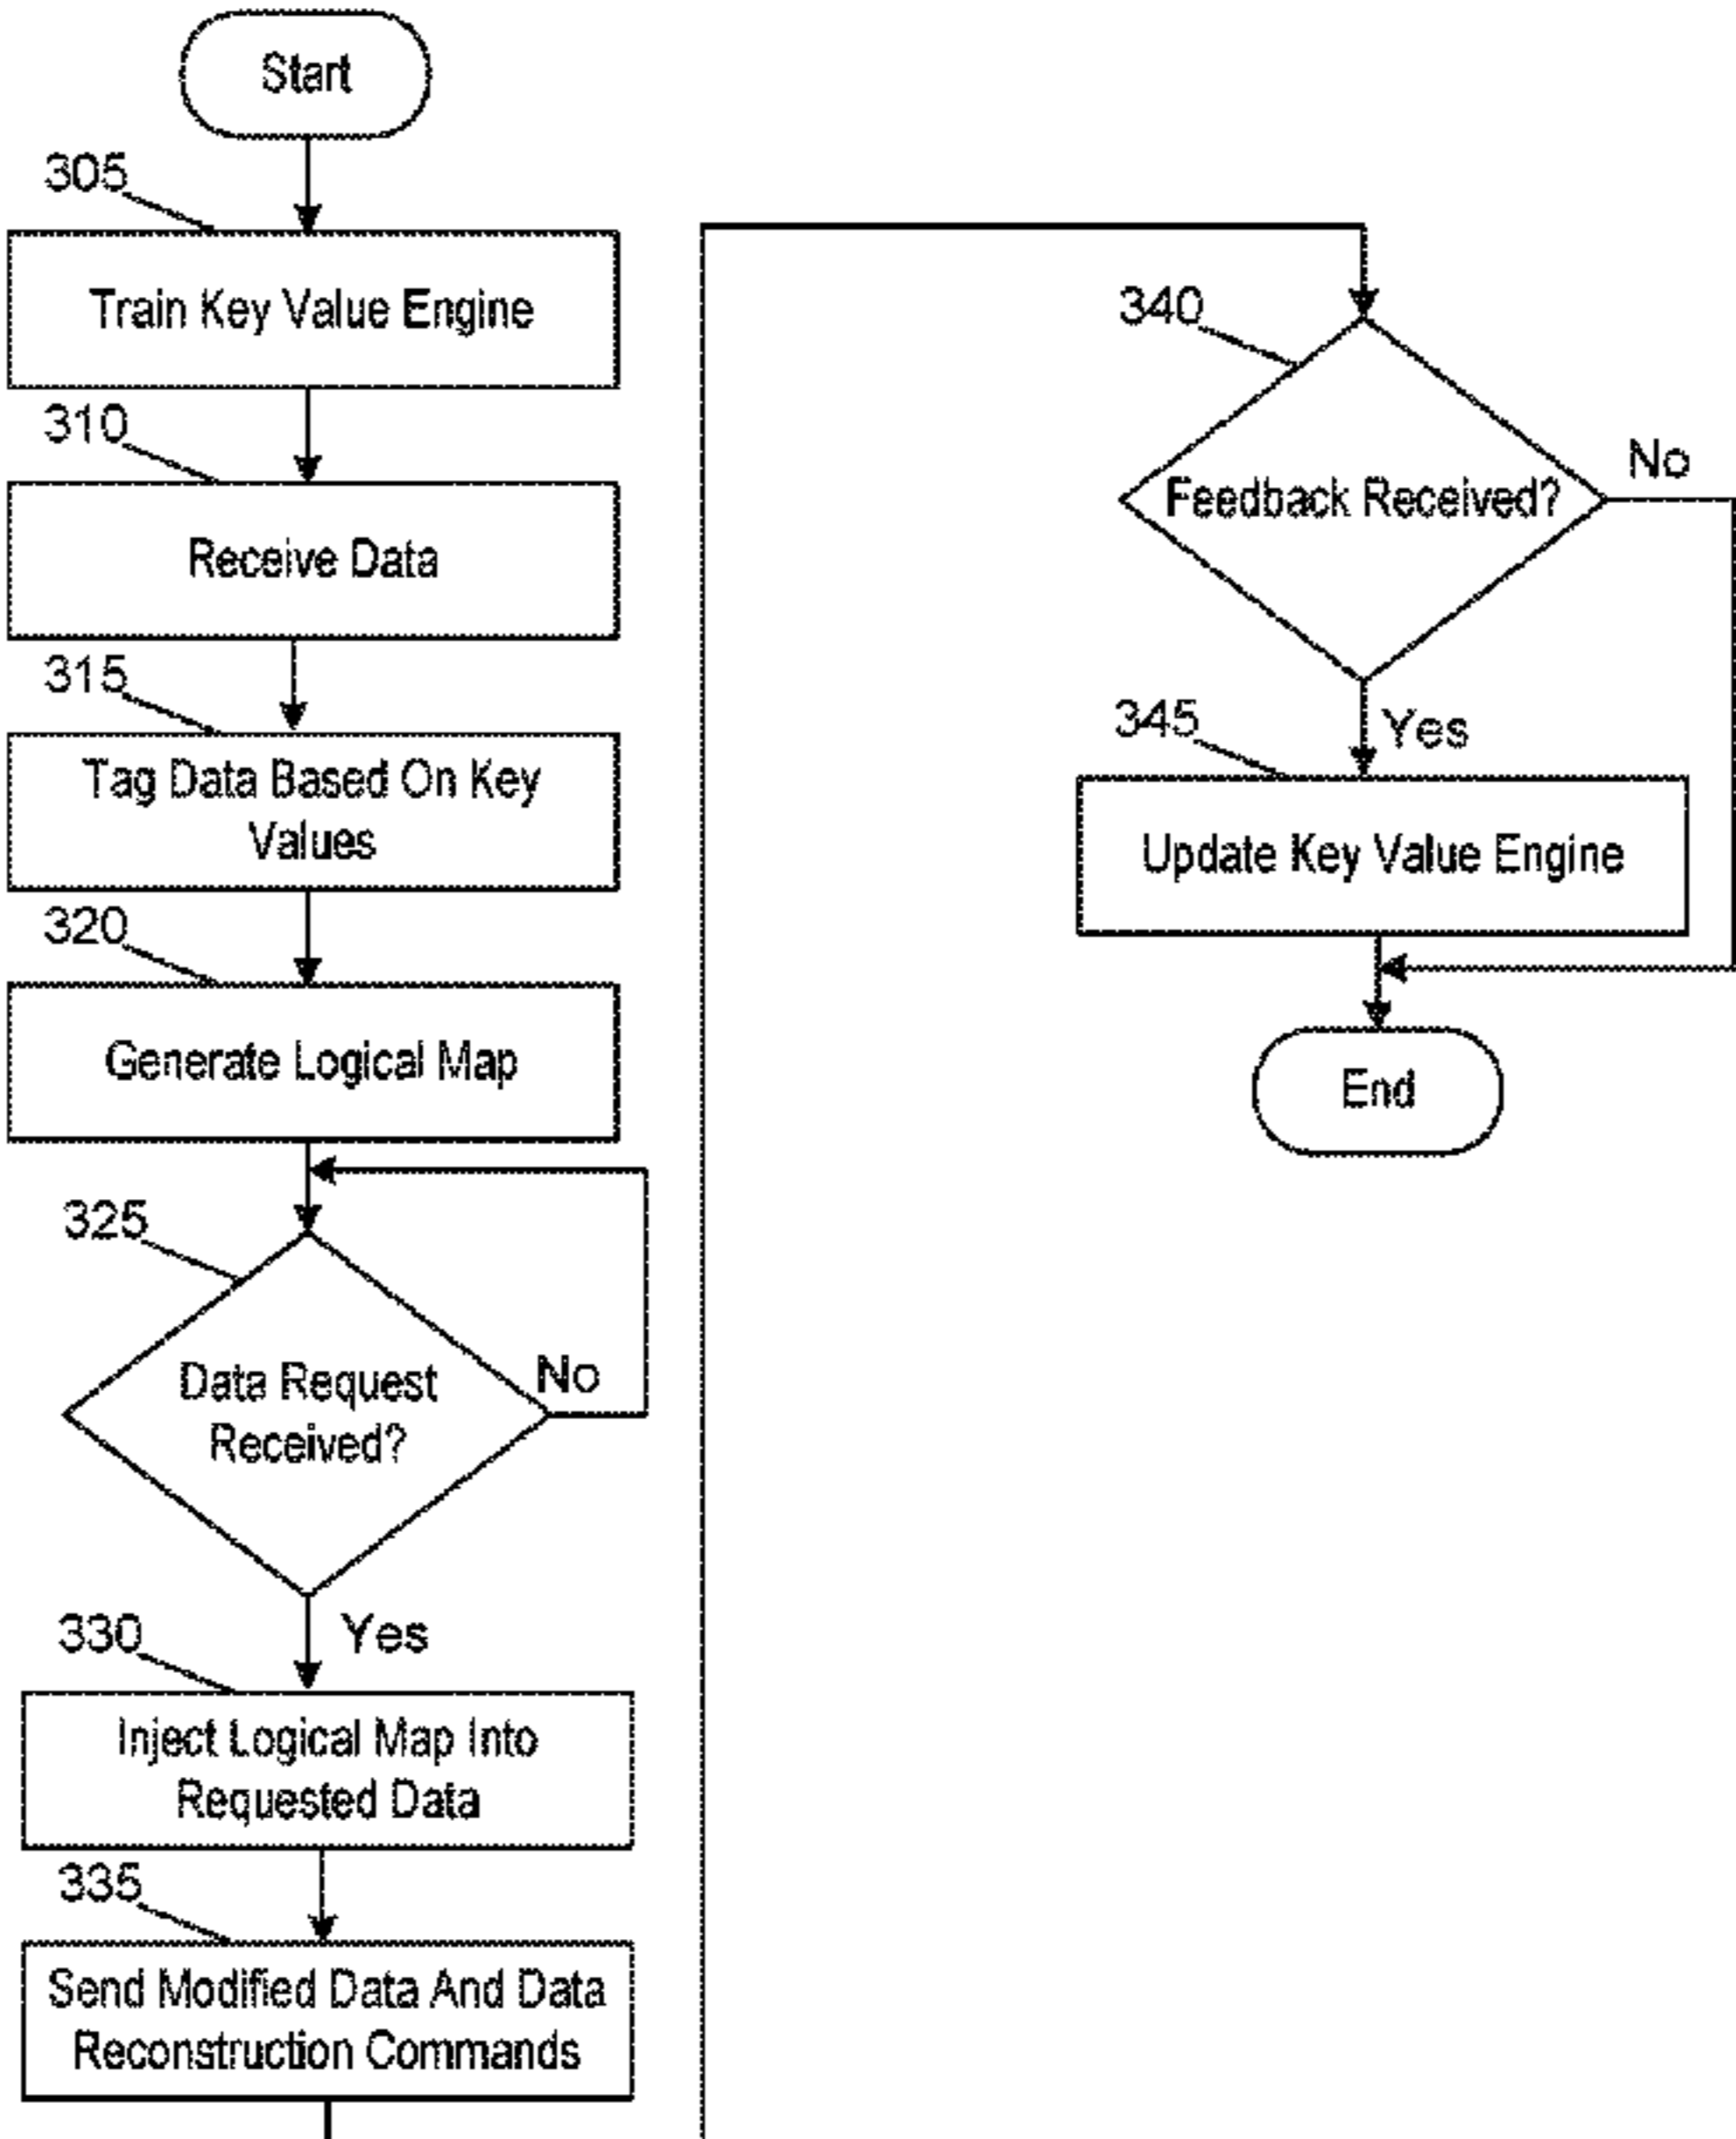 Start
305
Train Key Value Engine
310
Receive Data
315
Tag Data Based On Key
Values
320
Generate Logical Map
325
Data Request
Received?
No
Yes
330
Inject Logical Map Into
Requested Data
335
Send Modified Data And Data
Reconstruction Commands
340
Feedback Received?
No
Yes
345
Update Key Value Engine
End